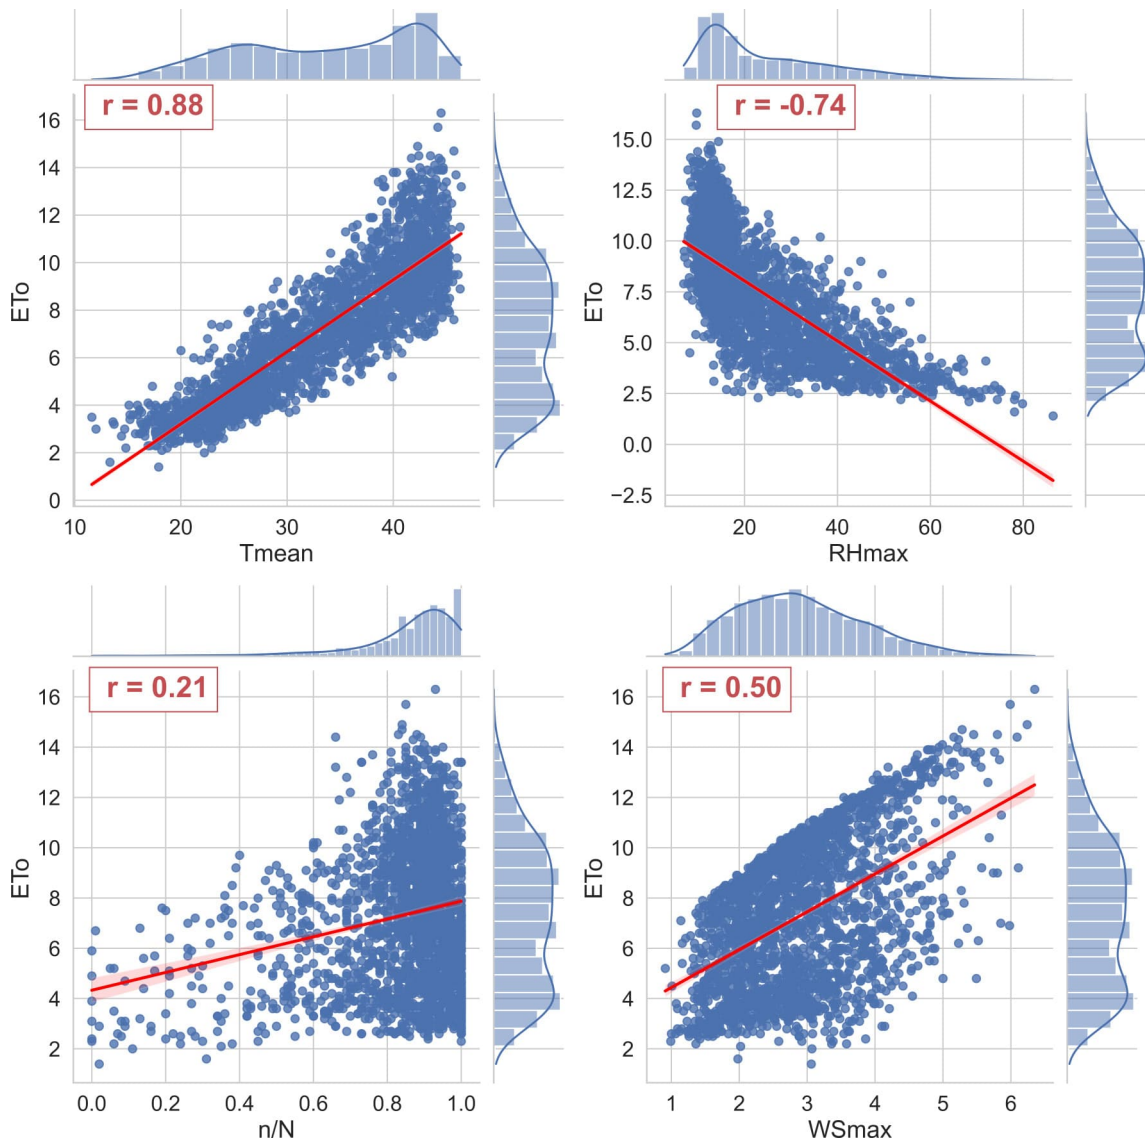 r = 0.88
16
14
12
10
8
6
4
2
0
ETo
10 20 30 40
Tmean
r = -0.74
15.0
12.5
10.0
7.5
5.0
2.5
0.0
−2.5
ETo
20 40 60 80
RHmax
r = 0.21
16
14
12
10
8
6
4
2
ETo
0.0 0.2 0.4 0.6 0.8 1.0
n/N
r = 0.50
16
14
12
10
8
6
4
2
ETo
1 2 3 4 5 6
WSmax